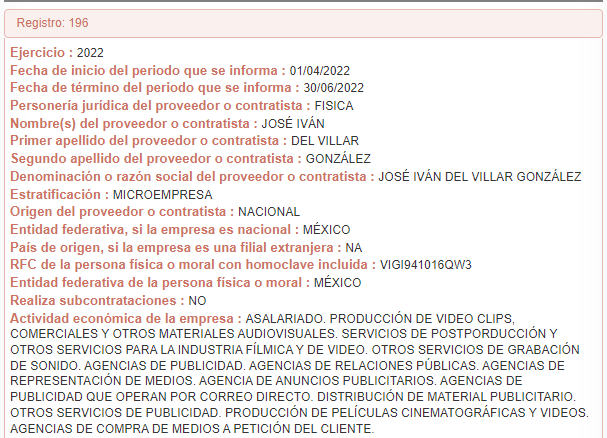 Registro: 196
Ejercicio : 2022
Fecha de inicio del periodo que se informa : 01/04/2022
Fecha de término del periodo que se informa : 30/06/2022
Personería jurídica del proveedor o contratista : FISICA
Nombre(s) del proveedor o contratista : JOSÉ IVÁN
Primer apellido del proveedor o contratista : DEL VILLAR
Segundo apellido del proveedor o contratista : GONZÁLEZ
Denominación o razón social del proveedor o contratista : JOSÉ IVÁN DEL VILLAR GONZÁLEZ
Estratificación : MICROEMPRESA
Origen del proveedor o contratista : NACIONAL
Entidad federativa, si la empresa es nacional : MÉXICO
País de origen, si la empresa es una filial extranjera : NA
RFC de la persona física o moral con homoclave incluida : VIGI941016QW3
Entidad federativa de la persona física o moral : MÉXICO
Realiza subcontrataciones : NO
Actividad económica de la empresa : ASALARIADO. PRODUCCIÓN DE VIDEO CLIPS,
COMERCIALES Y OTROS MATERIALES AUDIOVISUALES. SERVICIOS DE POSTPORDUCCIÓN Y
OTROS SERVICIOS PARA LA INDUSTRIA FÍLMICA Y DE VIDEO. OTROS SERVICIOS DE GRABACIÓN
DE SONIDO. AGENCIAS DE PUBLICIDAD. AGENCIAS DE RELACIONES PÚBLICAS. AGENCIAS DE
REPRESENTACIÓN DE MEDIOS. AGENCIA DE ANUNCIOS PUBLICITARIOS. AGENCIAS DE
PUBLICIDAD QUE OPERAN POR CORREO DIRECTO. DISTRIBUCIÓN DE MATERIAL PUBLICITARIO.
OTROS SERVICIOS DE PUBLICIDAD. PRODUCCIÓN DE PELÍCULAS CINEMATOGRÁFICAS Y VIDEOS.
AGENCIAS DE COMPRA DE MEDIOS A PETICIÓN DEL CLIENTE.